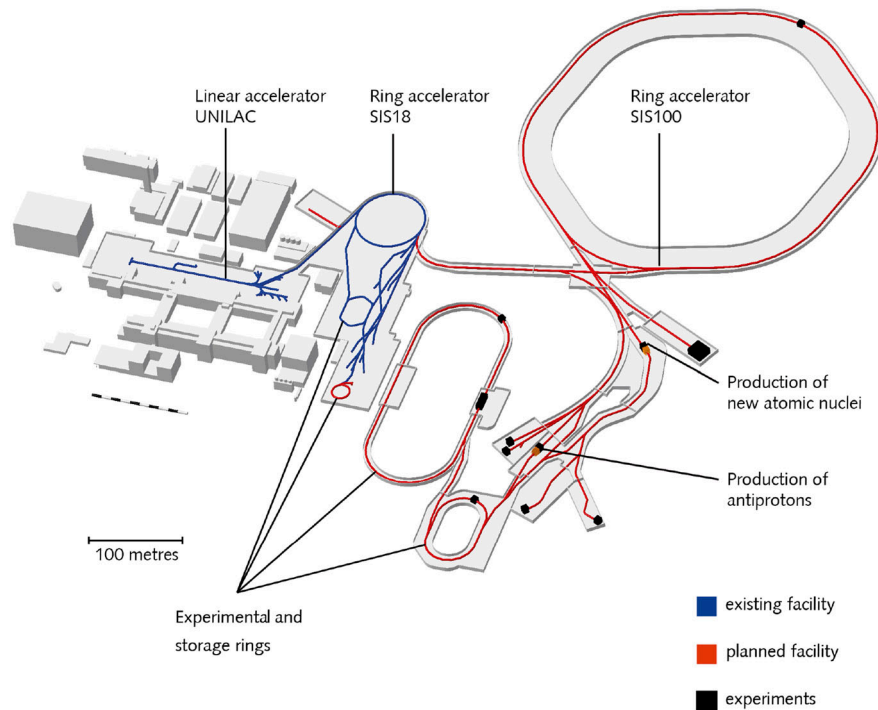 Linear accelerator
UNILAC
Ring accelerator
SIS18
Ring accelerator
SIS100
Production of
new atomic nuclei
Production of
antiprotons
100 metres
Experimental and
storage rings
existing facility
planned facility
experiments